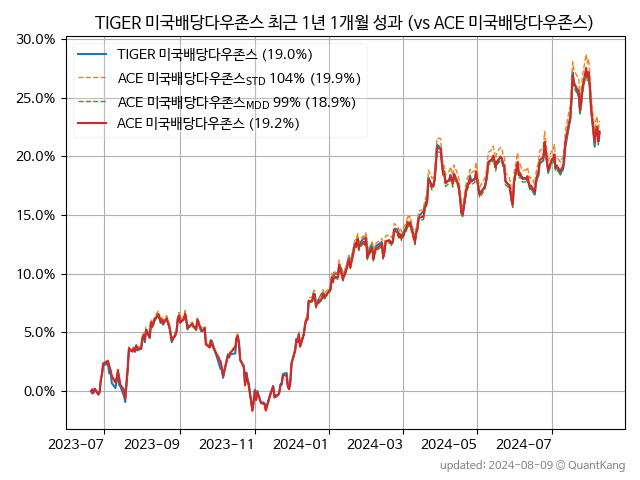 TIGER 미국배당다우존스 최근 1년 1개월 성과 (vs ACE 미국배당다우존스)
30.0%
25.0%
20.0%
15.0%
10.0%
5.0%
0.0%
TIGER 미국배당다우존스 (19.0%)
ACE 미국배당다우존스STD 104% (19.9%)
ACE 미국배당다우존스MDD 99% (18.9%)
ACE 미국배당다우존스 (19.2%)
2023-07 2023-09 2023-11 2024-01 2024-03 2024-05 2024-07
updated: 2024-08-09 © QuantKang